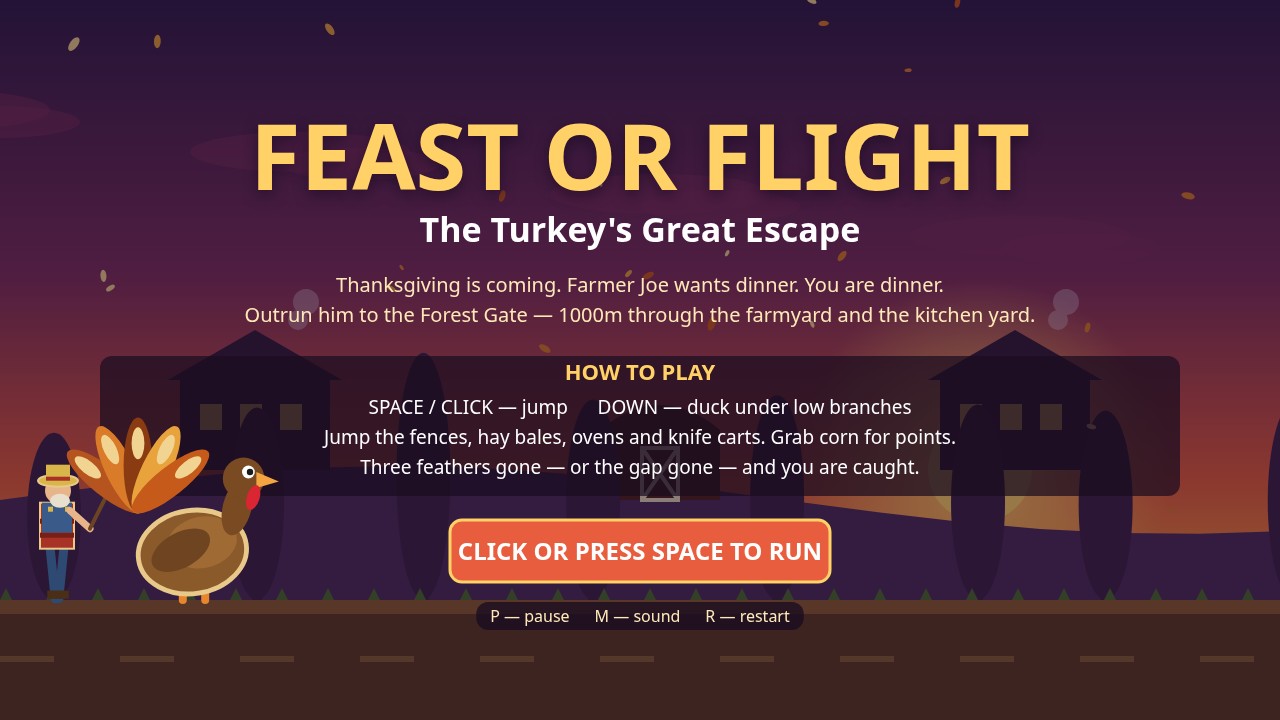 FEAST OR FLIGHT
The Turkey's Great Escape
Thanksgiving is coming. Farmer Joe wants dinner. You are dinner.
Outrun him to the Forest Gate — 1000m through the farmyard and the kitchen yard.
HOW TO PLAY
SPACE / CLICK — jump DOWN — duck under low branches
Jump the fences, hay bales, ovens and knife carts. Grab corn for points.
Three feathers gone — or the gap gone — and you are caught.
CLICK OR PRESS SPACE TO RUN
P — pause M — sound R — restart